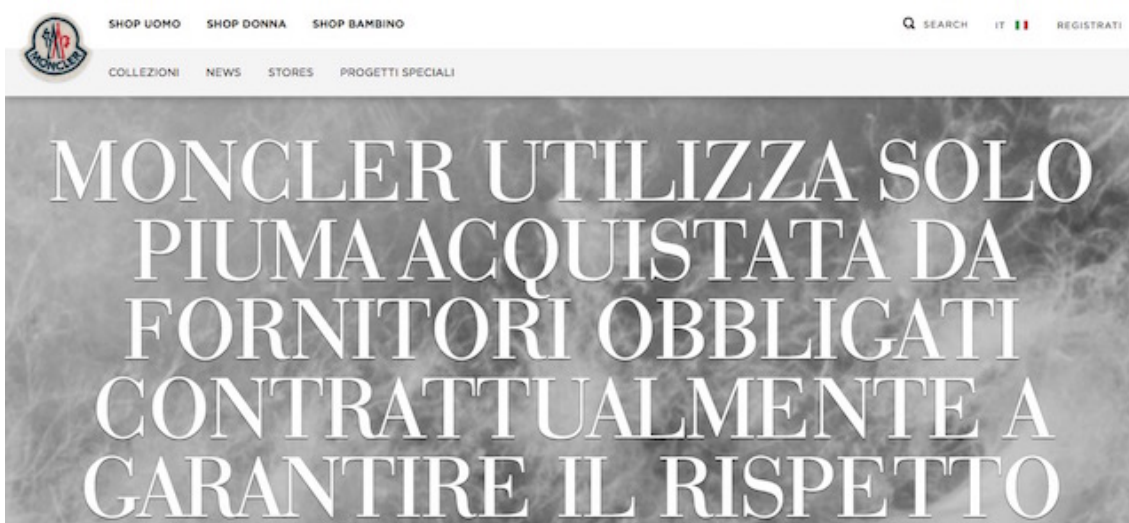 SHOP UOMO SHOP DONNA SHOP BAMBINO SEARCH IT REGISTRATI
MONCLER
COLLEZIONI NEWS STORES PROGETTI SPECIALI
MONCLER UTILIZZA SOLO
PIUMA ACQUISTATA DA
FORNITORI OBBLIGATI
CONTRATTUALMENTE A
GARANTIRE IL RISPETTO